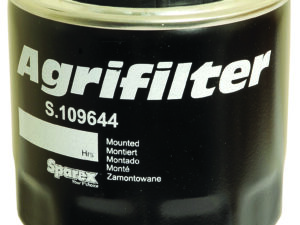 Agrifilter
S.109644
Hrs
Mounted
Montiert
Montado
Monté
Zamontowane
Sparex